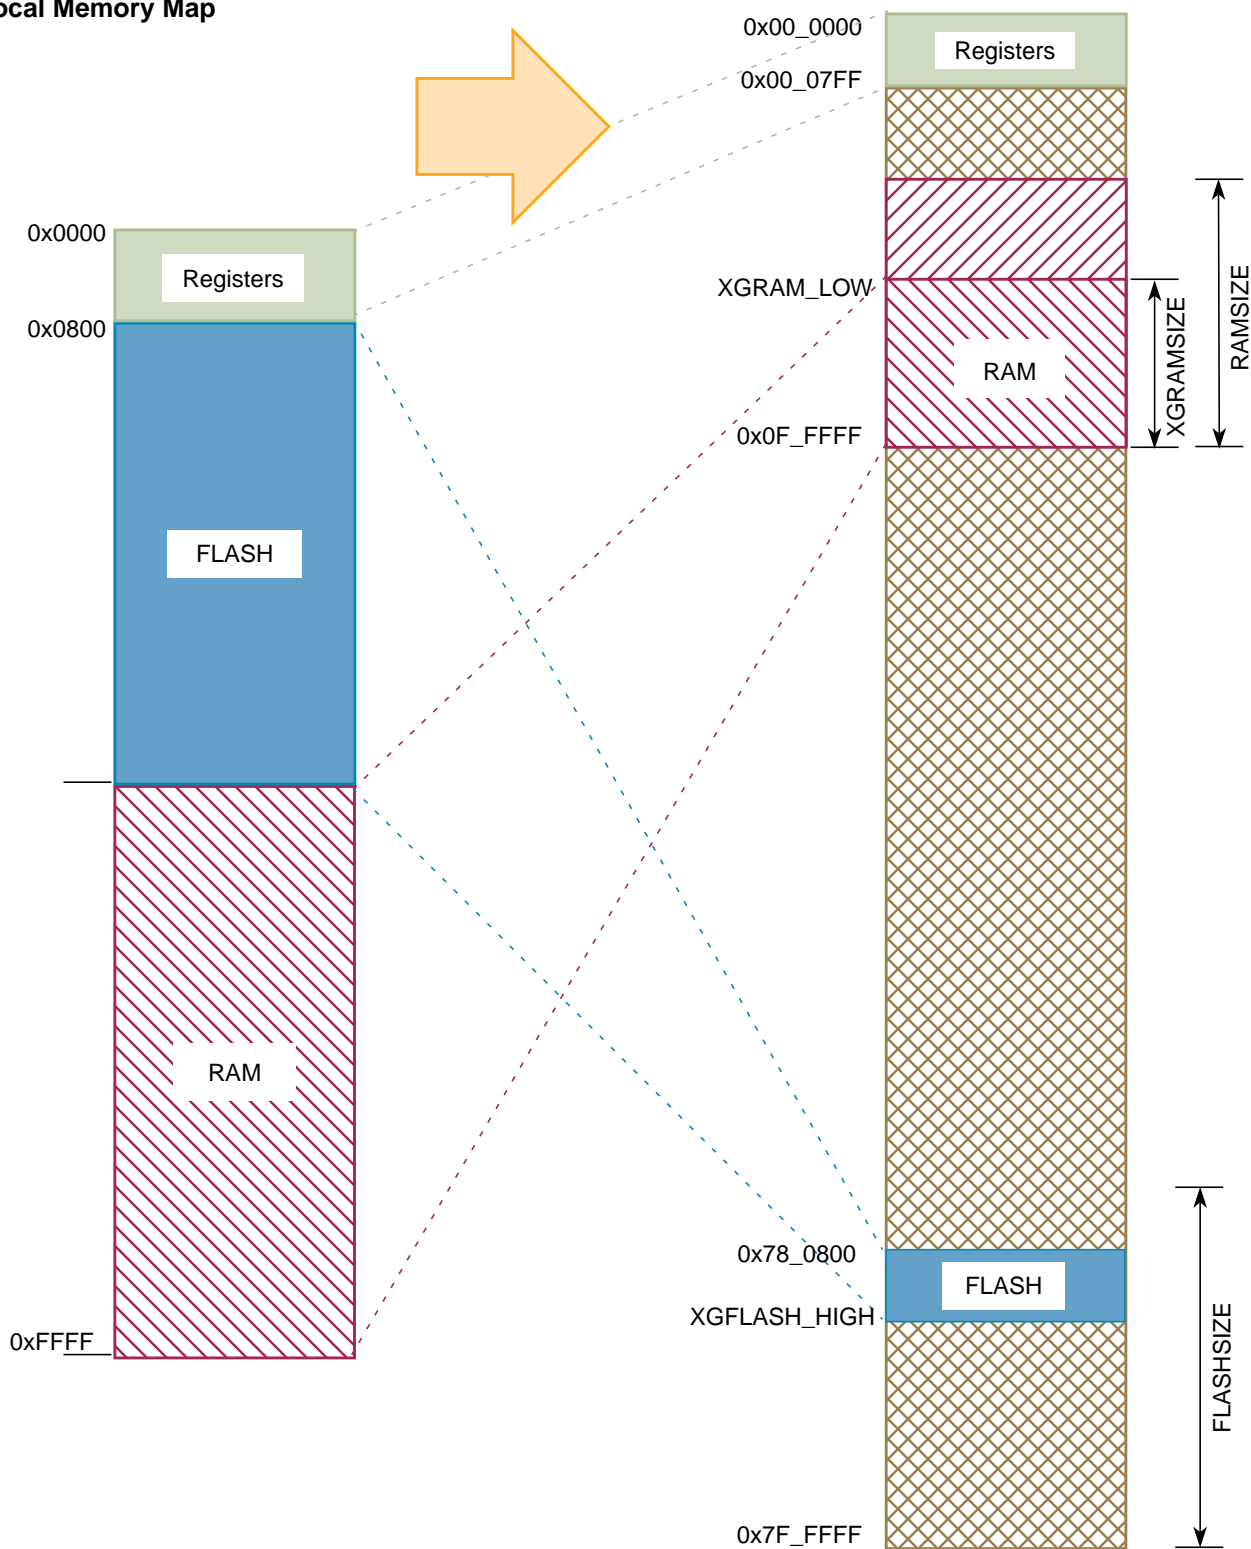 ocal Memory Map
0x0000
Registers
0x0800
FLASH
RAM
0xFFFF
0x00_0000
Registers
0x00_07FF
XGRAM_LOW
RAM
0x0F_FFFF
XGRAMSIZE
RAMSIZE
0x78_0800
FLASH
XGFLASH_HIGH
FLASHSIZE
0x7F_FFFF